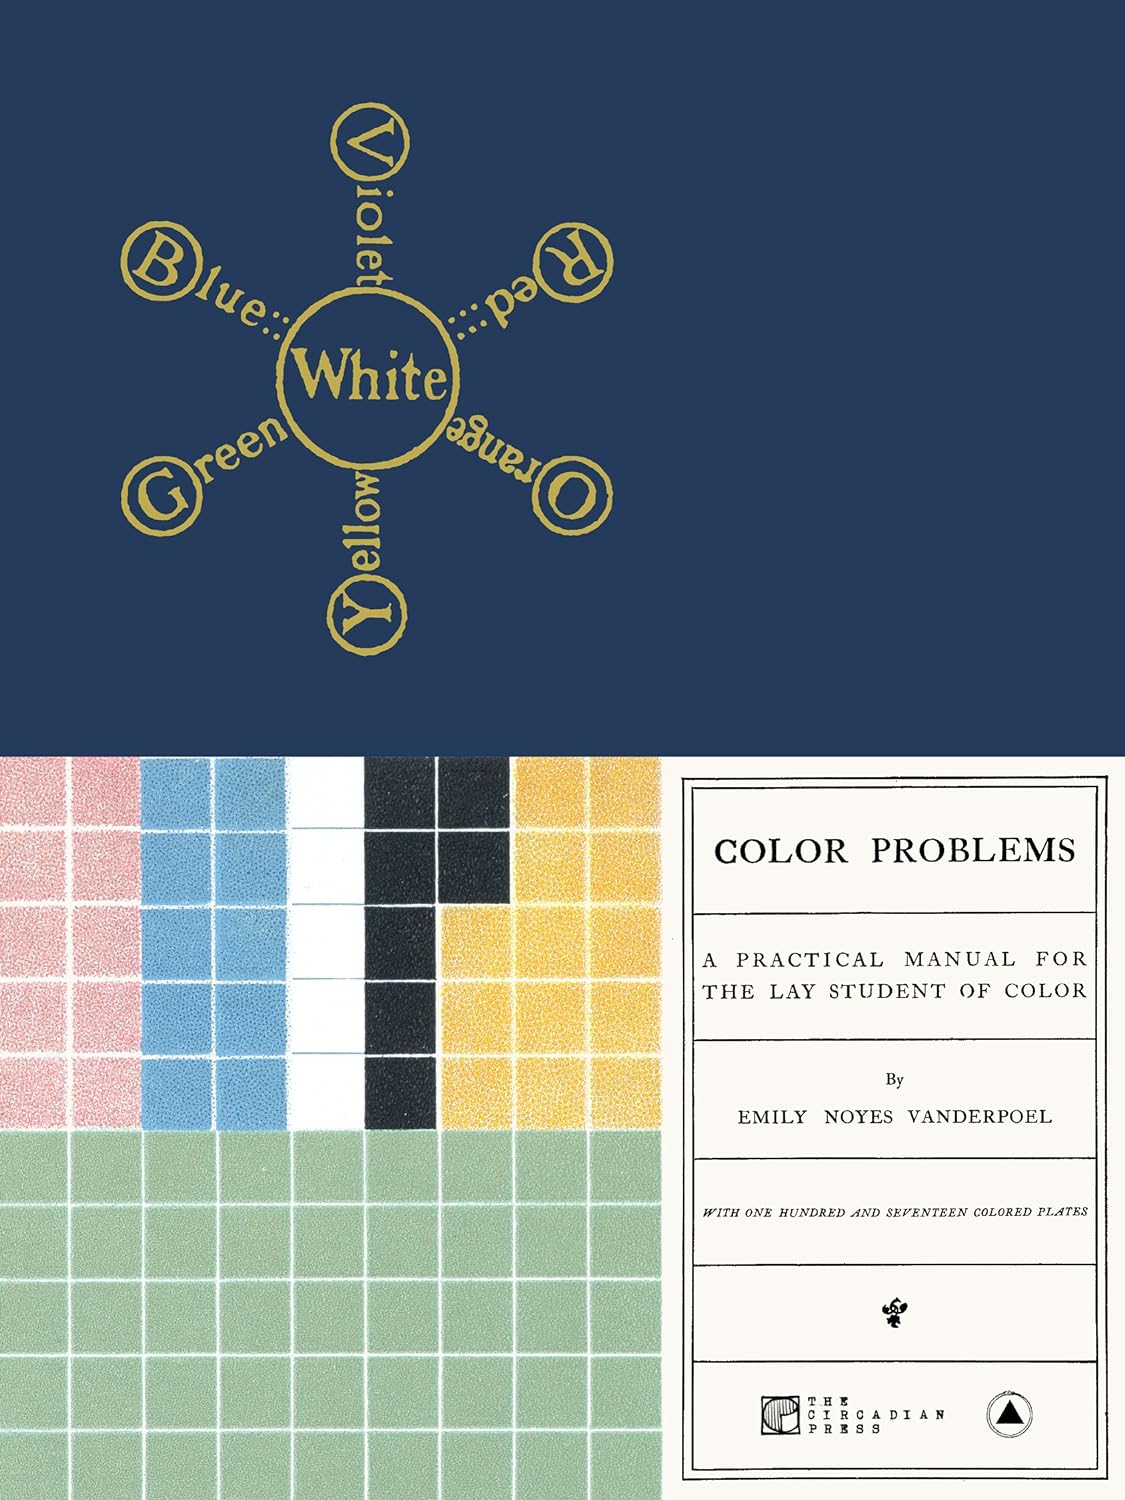 Violet
Blue
Red
White
Green
Orange
Yellow
COLOR PROBLEMS
A PRACTICAL MANUAL FOR
THE LAY STUDENT OF COLOR
By
EMILY NOYES VANDERPOEL
WITH ONE HUNDRED AND SEVENTEEN COLORED PLATES
THE
CIRCADIAN
PRESS